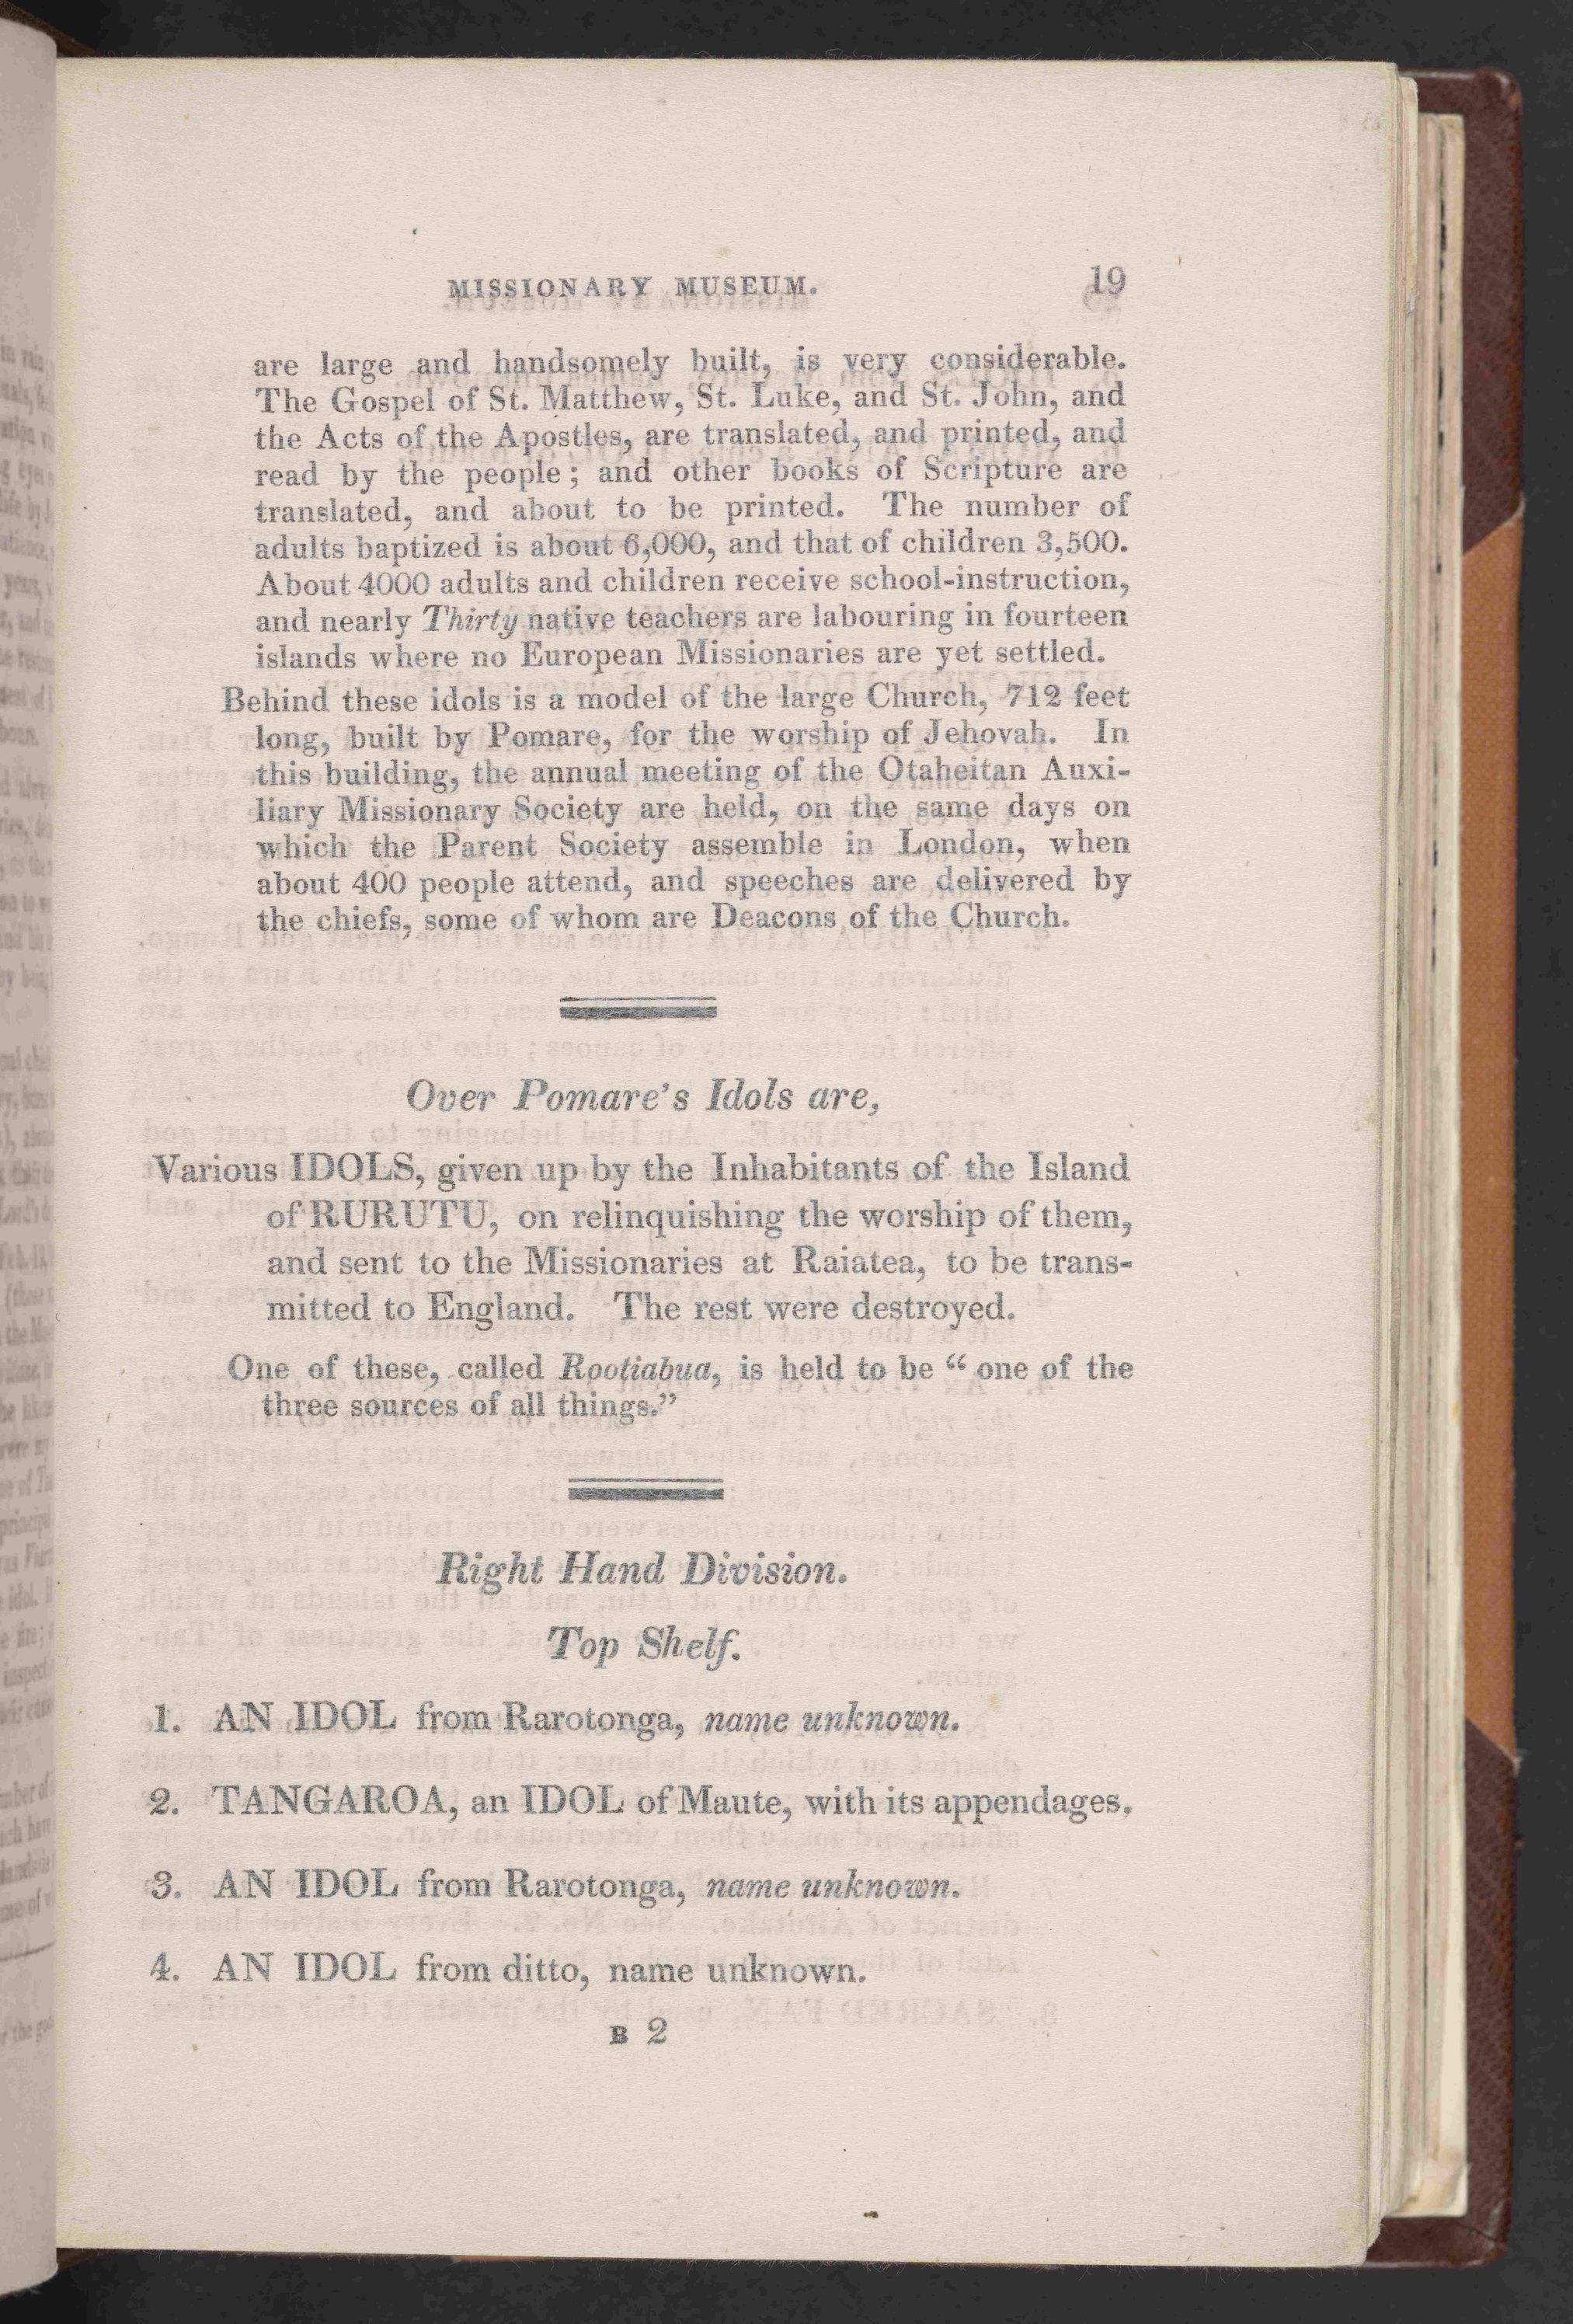 MISSIONARY MUSEUM. 19
are large and handsomely built, is very considerable.
The Gospel of St. Matthew, St. Luke, and St. John, and
the Acts of the Apostles, are translated, and printed, and
read by the people; and other books of Scripture are
translated, and about to be printed. The number of
adults baptized is about 6,000, and that of children 3,500.
About 4000 adults and children receive school-instruction,
and nearly Thirty native teachers are labouring in fourteen
islands where no European Missionaries are yet settled.
Behind these idols is a model of the large Church, 712 feet
long, built by Pomare, for the worship of Jehovah. In
this building, the annual meeting of the Otaheitan Auxi-
liary Missionary Society are held, on the same days on
which the Parent Society assemble in London, when
about 400 people attend, and speeches are delivered by
the chiefs, some of whom are Deacons of the Church.
Over Pomare's Idols are,
Various IDOLS, given up by the Inhabitants of the Island
of RURUTU, on relinquishing the worship of them,
and sent to the Missionaries at Raiatea, to be trans-
mitted to England. The rest were destroyed.
One of these, called Rootiabua, is held to be “ one of the
three sources of all things.”
Right Hand Division.
Top Shelf.
1. AN IDOL from Rarotonga, name unknown.
2. TANGAROA, an IDOL of Maute, with its appendages.
3. AN IDOL from Rarotonga, name unknown.
4. AN IDOL from ditto, name unknown.
B 2